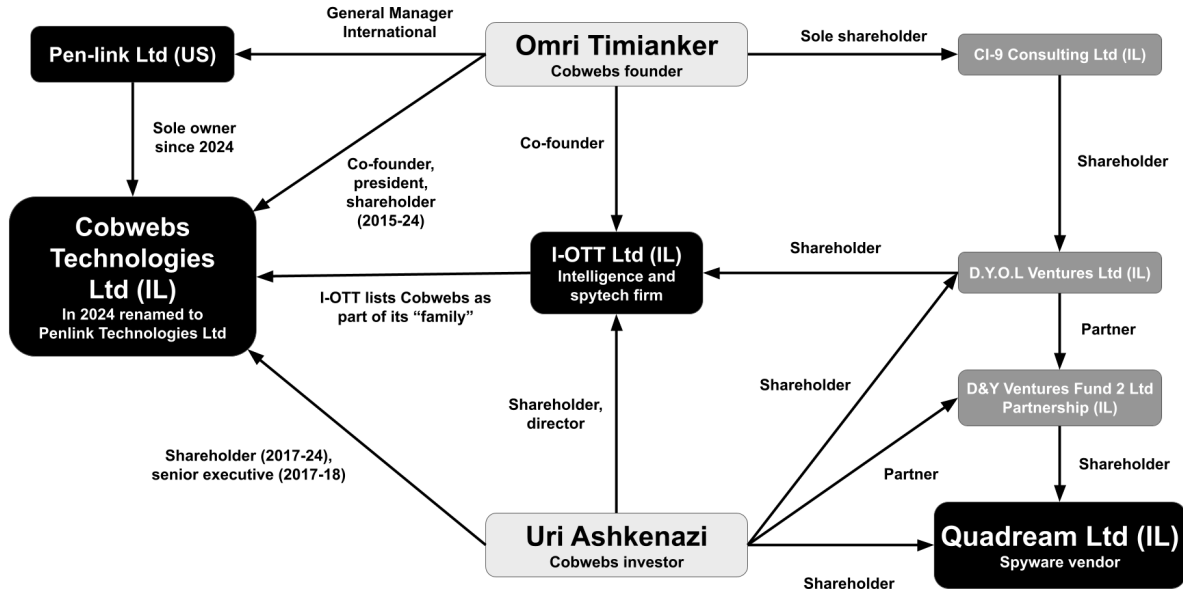 General Manager
International
Pen-link Ltd (US)
Omri Timianker
Cobwebs founder
Sole shareholder
CI-9 Consulting Ltd (IL)
Sole owner
since 2024
Co-founder,
president,
shareholder
(2015-24)
Co-founder
Shareholder
Cobwebs
Technologies
Ltd (IL)
In 2024 renamed to
Penlink Technologies Ltd
I-OTT Ltd (IL)
Intelligence and
spytech firm
Shareholder
D.Y.O.L Ventures Ltd (IL)
I-OTT lists Cobwebs as
part of its “family”
Partner
Shareholder
D&Y Ventures Fund 2 Ltd
Partnership (IL)
Shareholder,
director
Shareholder (2017-24),
senior executive (2017-18)
Partner
Shareholder
Uri Ashkenazi
Cobwebs investor
Quadream Ltd (IL)
Spyware vendor
Shareholder